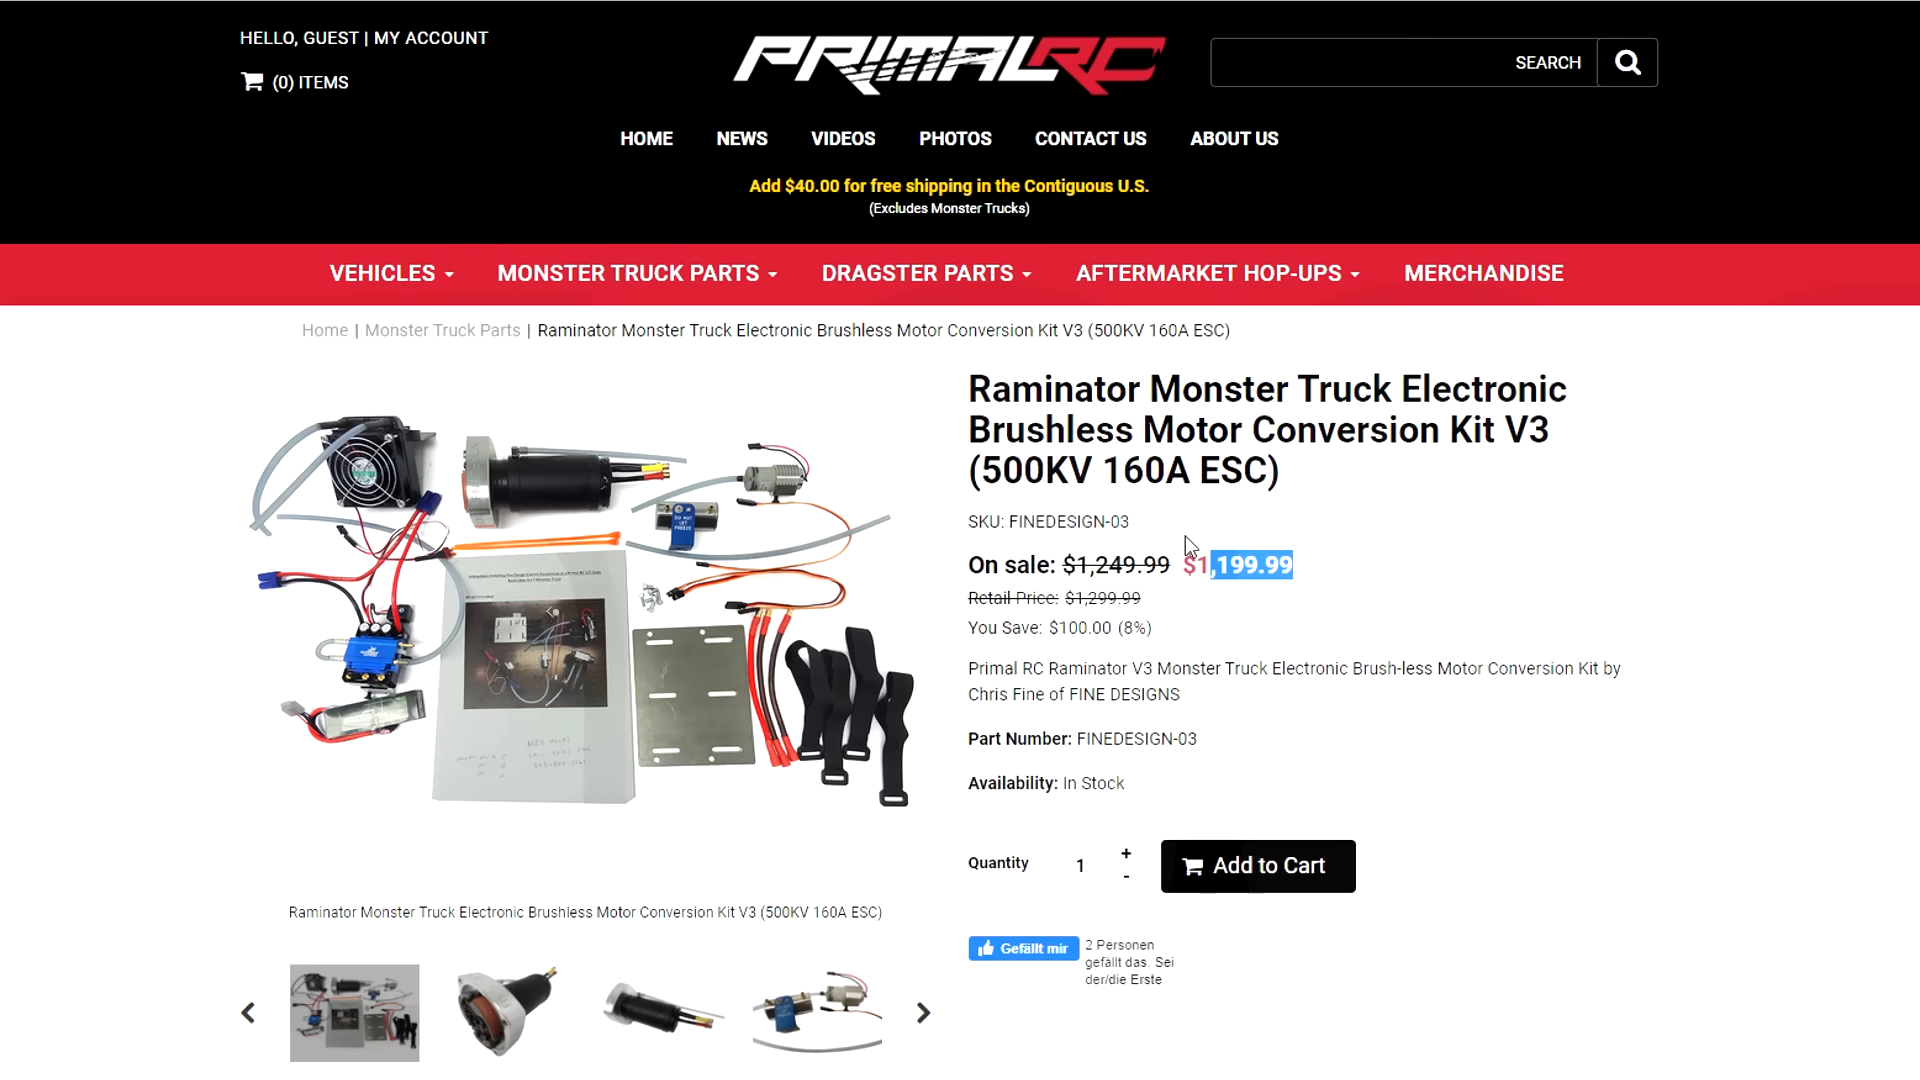 HELLO, GUEST | MY ACCOUNT
(0) ITEMS
PRIMAL RC
SEARCH
HOME NEWS VIDEOS PHOTOS CONTACT US ABOUT US
Add $40.00 for free shipping in the Contiguous U.S.
(Excludes Monster Trucks)
VEHICLES MONSTER TRUCK PARTS DRAGSTER PARTS AFTERMARKET HOP-UPS MERCHANDISE
Home | Monster Truck Parts | Raminator Monster Truck Electronic Brushless Motor Conversion Kit V3 (500KV 160A ESC)
Raminator Monster Truck Electronic
Brushless Motor Conversion Kit V3
(500KV 160A ESC)
SKU: FINEDESIGN-03
On sale: $1,249.99 $1,199.99
Retail Price: $1,299.99
You Save: $100.00 (8%)
Primal RC Raminator V3 Monster Truck Electronic Brush-less Motor Conversion Kit by
Chris Fine of FINE DESIGNS
Part Number: FINEDESIGN-03
Availability: In Stock
Quantity 1 + -
Add to Cart
DO NOT
LET
FREEZE
Raminator Monster Truck Electronic Brushless Motor Conversion Kit V3 (500KV 160A ESC)
Gefällt mir
2 Personen
gefällt das. Sei
der/die Erste